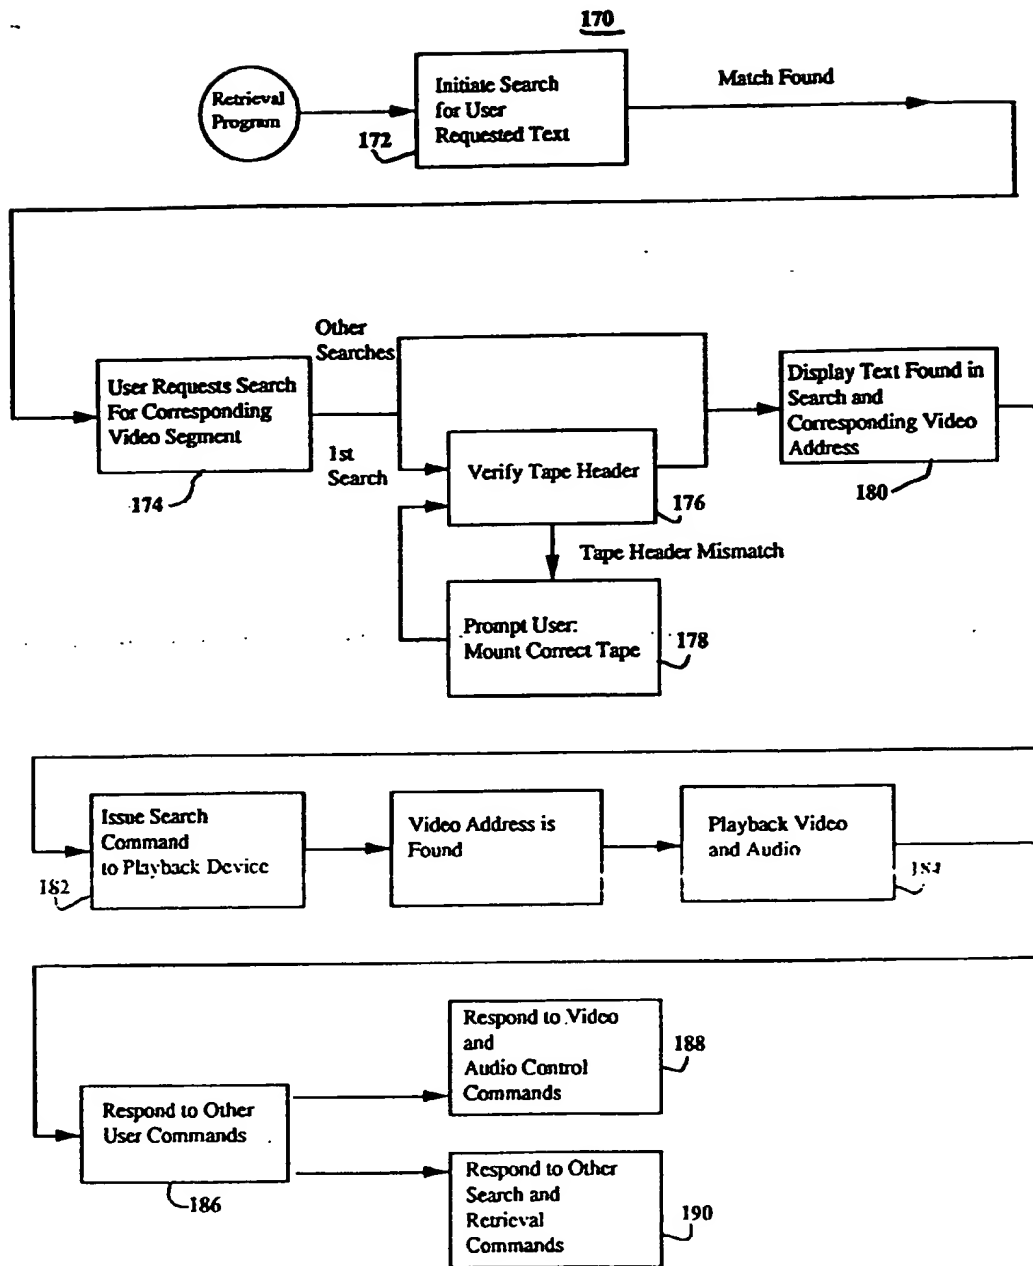 170
Retrieval
Program
Initiate Search
for User
Requested Text
172
Match Found
Other
Searches
User Requests Search
For Corresponding
Video Segment
174
1st
Search
Verify Tape Header
176
Display Text Found in
Search and
Corresponding Video
Address
180
Tape Header Mismatch
Prompt User:
Mount Correct Tape
178
Issue Search
Command
to Playback Device
182
Video Address is
Found
Playback Video
and Audio
184
Respond to Other
User Commands
186
Respond to Video
and
Audio Control
Commands
188
Respond to Other
Search and
Retrieval
Commands
190